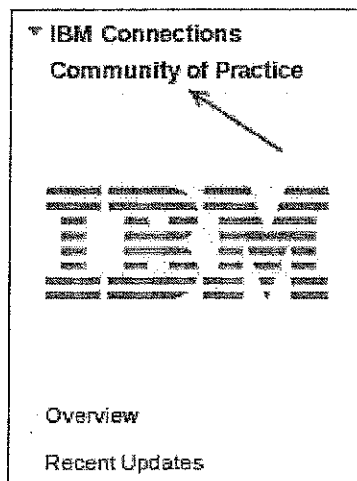 IBM Connections
Community of Practice
IBM
Overview
Recent Updates